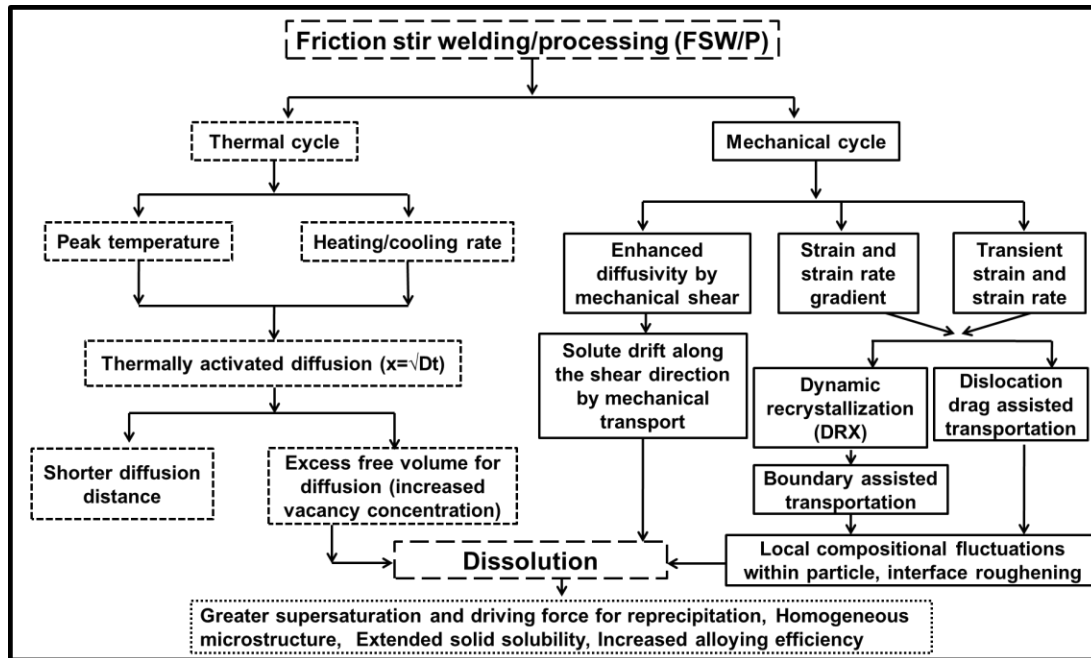 Friction stir welding/processing (FSW/P)
Thermal cycle
Mechanical cycle
Peak temperature
Heating/cooling rate
Enhanced
diffusivity by
mechanical shear
Strain and
strain rate
gradient
Transient
strain and
strain rate
Thermally activated diffusion (x=√Dt)
Solute drift along
the shear direction
by mechanical
transport
Dynamic
recrystallization
(DRX)
Dislocation
drag assisted
transportation
Shorter diffusion
distance
Excess free volume for
diffusion (increased
vacancy concentration)
Boundary assisted
transportation
Dissolution
Local compositional fluctuations
within particle, interface roughening
Greater supersaturation and driving force for reprecipitation, Homogeneous
microstructure, Extended solid solubility, Increased alloying efficiency